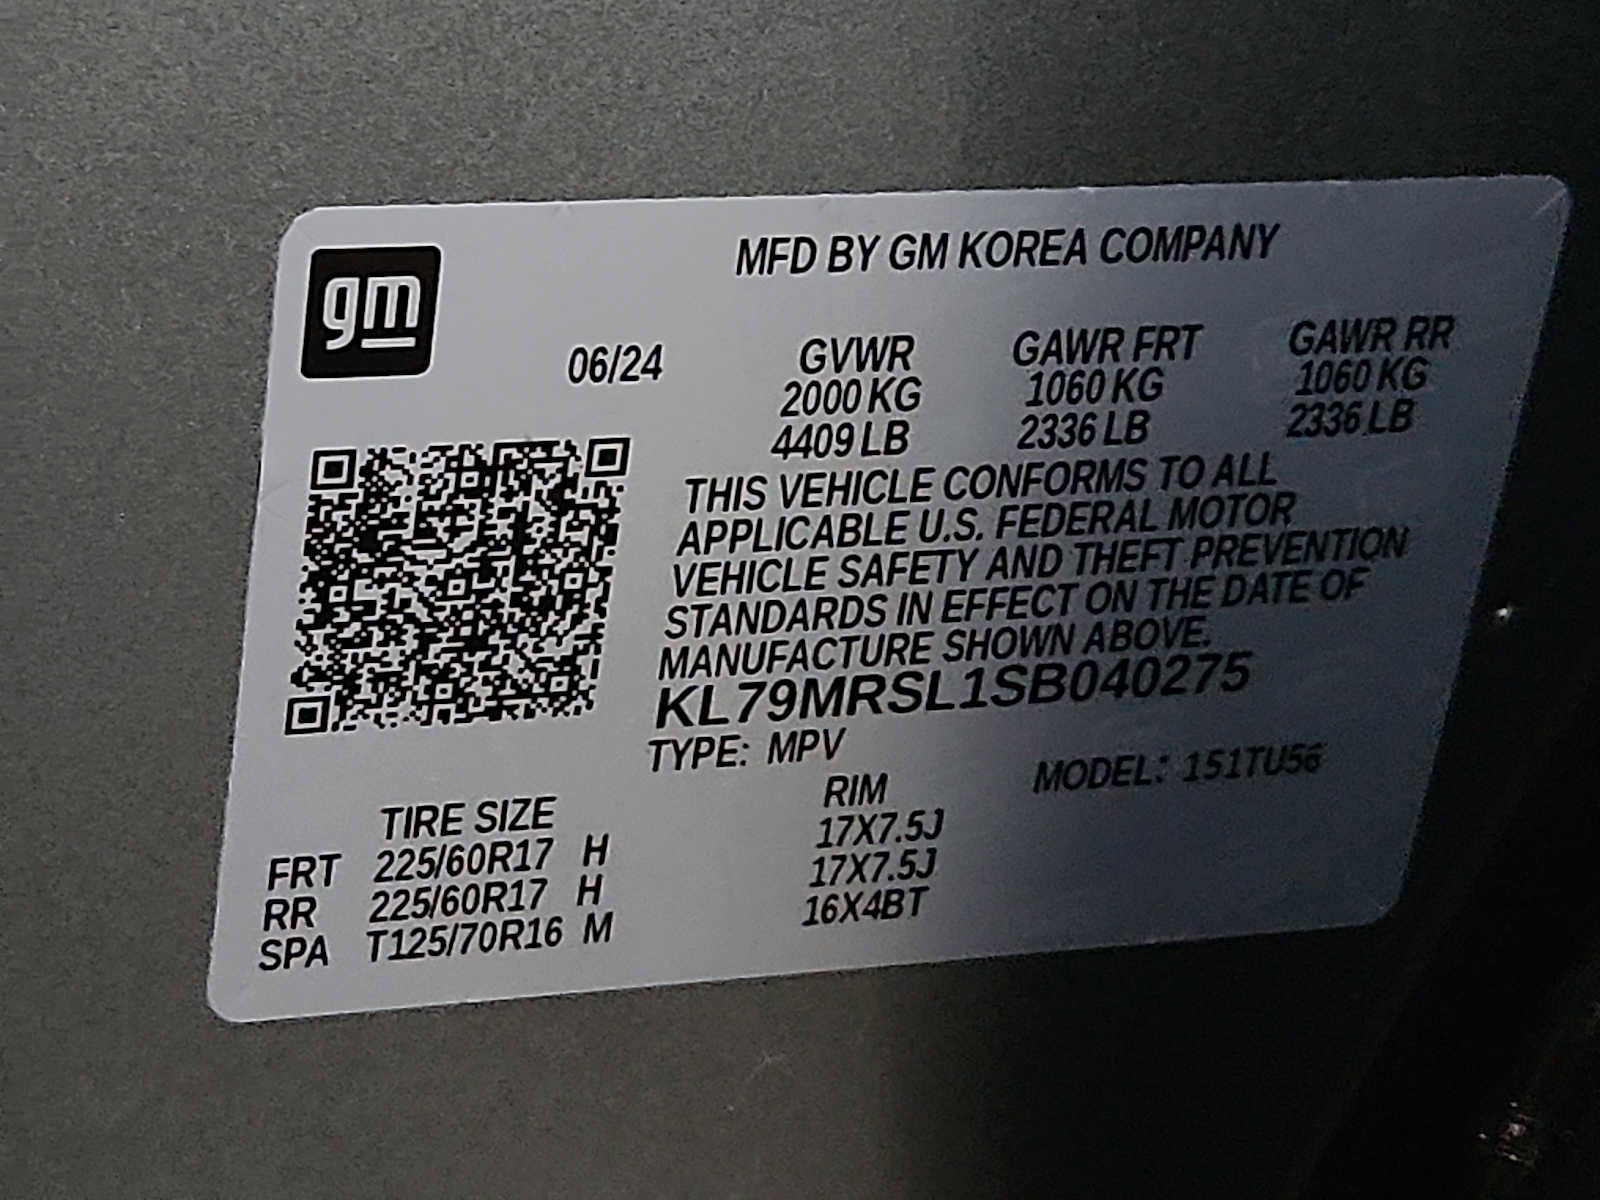 gm
MFD BY GM KOREA COMPANY
06/24 GVWR GAWR FRT GAWR RR
2000 KG 1060 KG 1060 KG
4409 LB 2336 LB 2336 LB
THIS VEHICLE CONFORMS TO ALL
APPLICABLE U.S. FEDERAL MOTOR
VEHICLE SAFETY AND THEFT PREVENTION
STANDARDS IN EFFECT ON THE DATE OF
MANUFACTURE SHOWN ABOVE.
KL79MRSL1SB040275
TYPE: MPV MODEL: 151TU56
TIRE SIZE RIM
FRT 225/60R17 H 17X7.5J
RR 225/60R17 H 17X7.5J
SPA T125/70R16 M 16X4BT